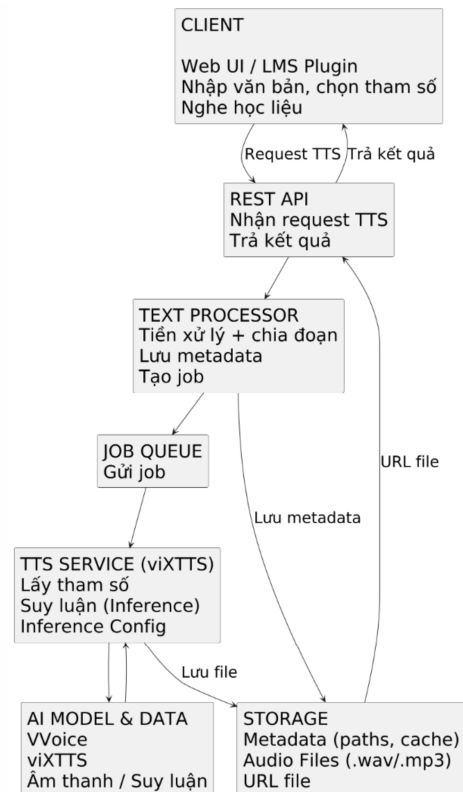 CLIENT
Web UI / LMS Plugin
Nhập văn bản, chọn tham số
Nghe học liệu
Request TTS
Trả kết quả
REST API
Nhận request TTS
Trả kết quả
TEXT PROCESSOR
Tiền xử lý + chia đoạn
Lưu metadata
Tạo job
JOB QUEUE
Gửi job
URL file
Lưu metadata
TTS SERVICE (viXTTS)
Lấy tham số
Suy luận (Inference)
Inference Config
Lưu file
AI MODEL & DATA
VVoice
viXTTS
Âm thanh / Suy luận
STORAGE
Metadata (paths, cache)
Audio Files (.wav/.mp3)
URL file